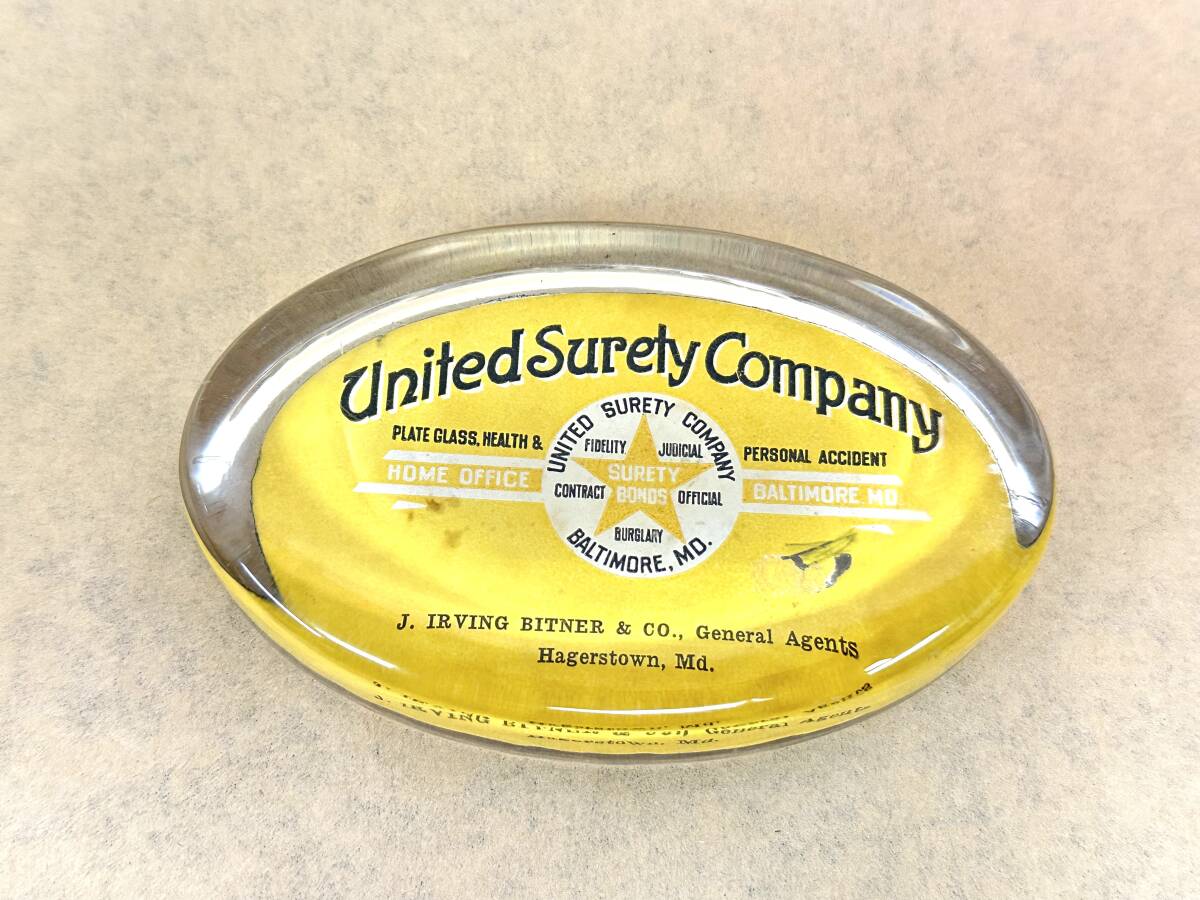 United Surety Company
PLATE GLASS, HEALTH &
PERSONAL ACCIDENT
HOME OFFICE
BALTIMORE MD.
UNITED SURETY COMPANY
FIDELITY
JUDICIAL
SURETY
BONDS
CONTRACT
OFFICIAL
BURGLARY
BALTIMORE, MD.
J. IRVING BITNER & CO., General Agents
Hagerstown, Md.